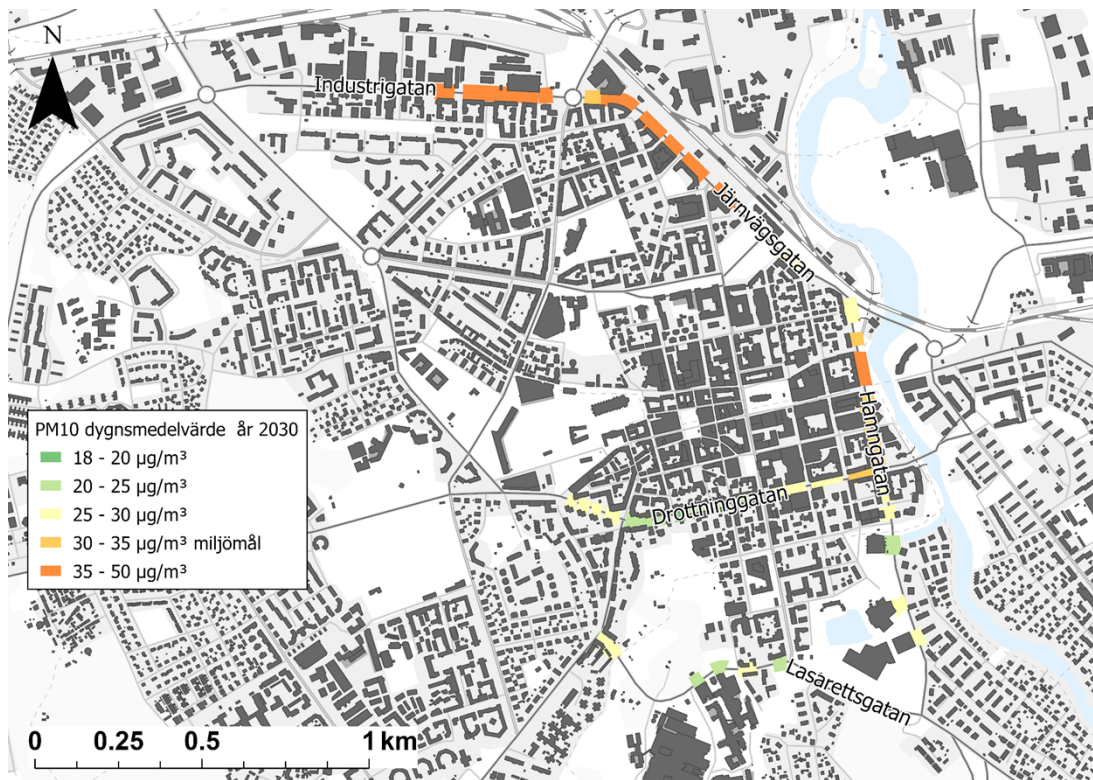 N
Industrigatan
Järnvägsgatan
Hamngatan
Drottninggatan
Lasarettsgatan
PM10 dygnsmedelvärde år 2030
18 - 20 µg/m³
20 - 25 µg/m³
25 - 30 µg/m³
30 - 35 µg/m³ miljömål
35 - 50 µg/m³
0 0.25 0.5 1 km